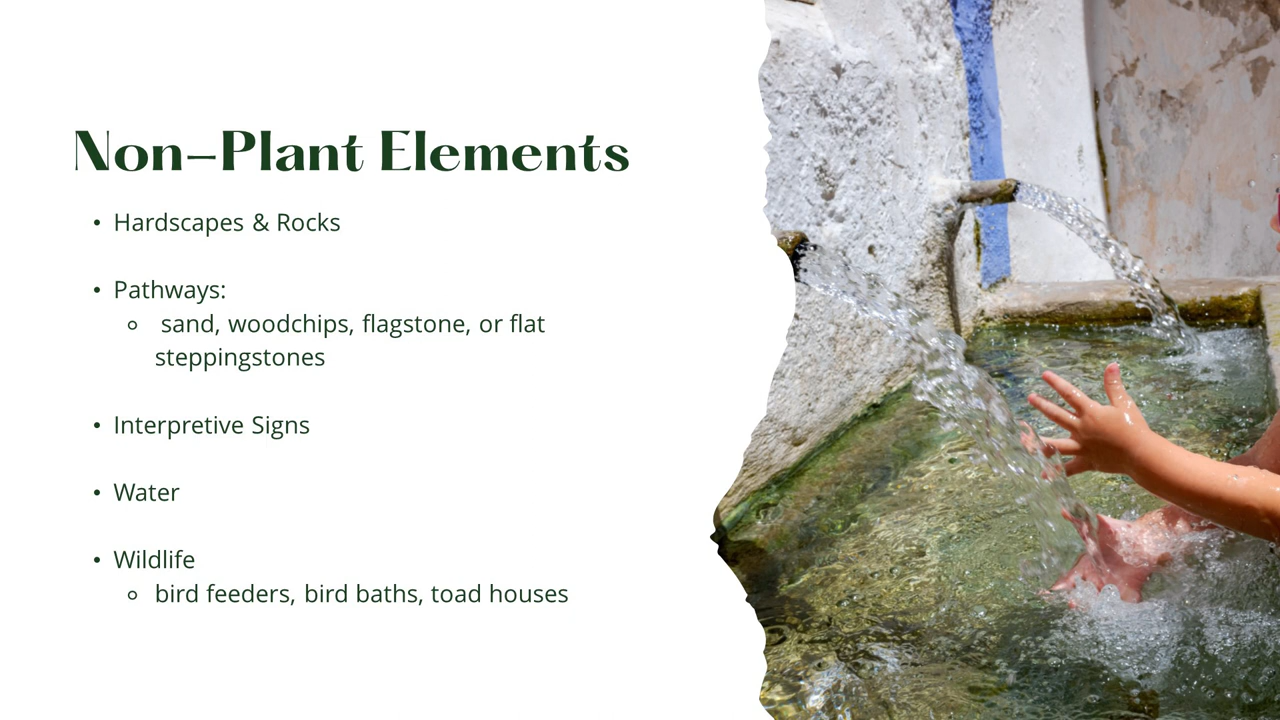 Non-Plant Elements
• Hardscapes & Rocks
• Pathways:
◦ sand, woodchips, flagstone, or flat
steppingstones
• Interpretive Signs
• Water
• Wildlife
◦ bird feeders, bird baths, toad houses